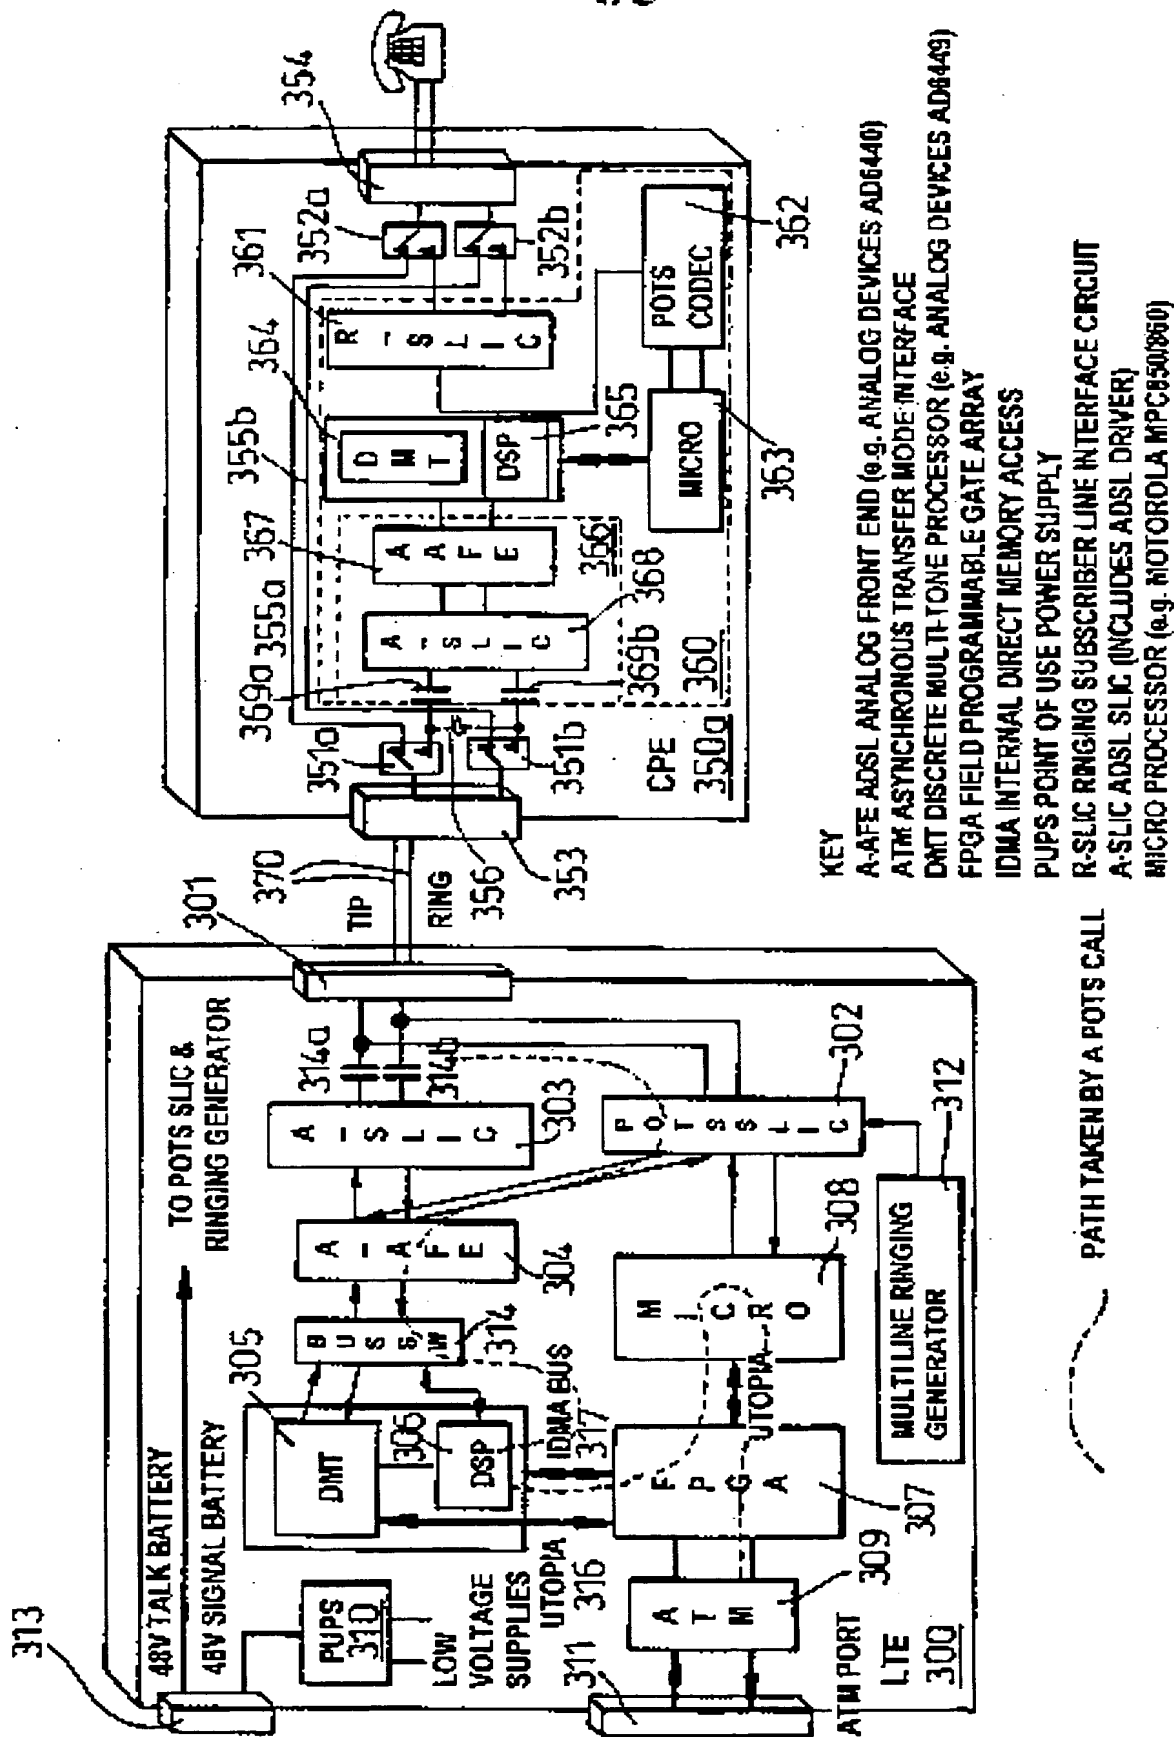 313
48V TALK BATTERY
48V SIGNAL BATTERY
TO POTS SLIC &
RINGING GENERATOR
PUPS
310
LOW
VOLTAGE
SUPPLIES
305
DMT
306
DSP
BUS SW
314
A-AFE
304
A-SLIC
303
314a
314b
301
TIP
RING
370
UTOPIA
316
IDMA BUS
317
FPGA
307
UTOPIA
MICRO
308
POTS SLIC
302
MULTI LINE RINGING
GENERATOR
312
ATM
309
311
ATM PORT
LTE
300
353
356
351a
351b
369a
369b
355a
355b
A-SLIC
368
A-AFE
367
366
364
DMT
DSP
365
R-SLIC
361
352a
352b
354
MICRO
363
POTS
CODEC
362
360
CPE
350a
KEY
A-AFE ADSL ANALOG FRONT END (e.g. ANALOG DEVICES AD6440)
ATM ASYNCHRONOUS TRANSFER MODE INTERFACE
DMT DISCRETE MULTI-TONE PROCESSOR (e.g. ANALOG DEVICES AD6449)
FPGA FIELD PROGRAMMABLE GATE ARRAY
IDMA INTERNAL DIRECT MEMORY ACCESS
PUPS POINT OF USE POWER SUPPLY
R-SLIC RINGING SUBSCRIBER LINE INTERFACE CIRCUIT
A-SLIC ADSL SLIC (INCLUDES ADSL DRIVER)
MICRO PROCESSOR (e.g. MOTOROLA MPC850/860)
PATH TAKEN BY A POTS CALL